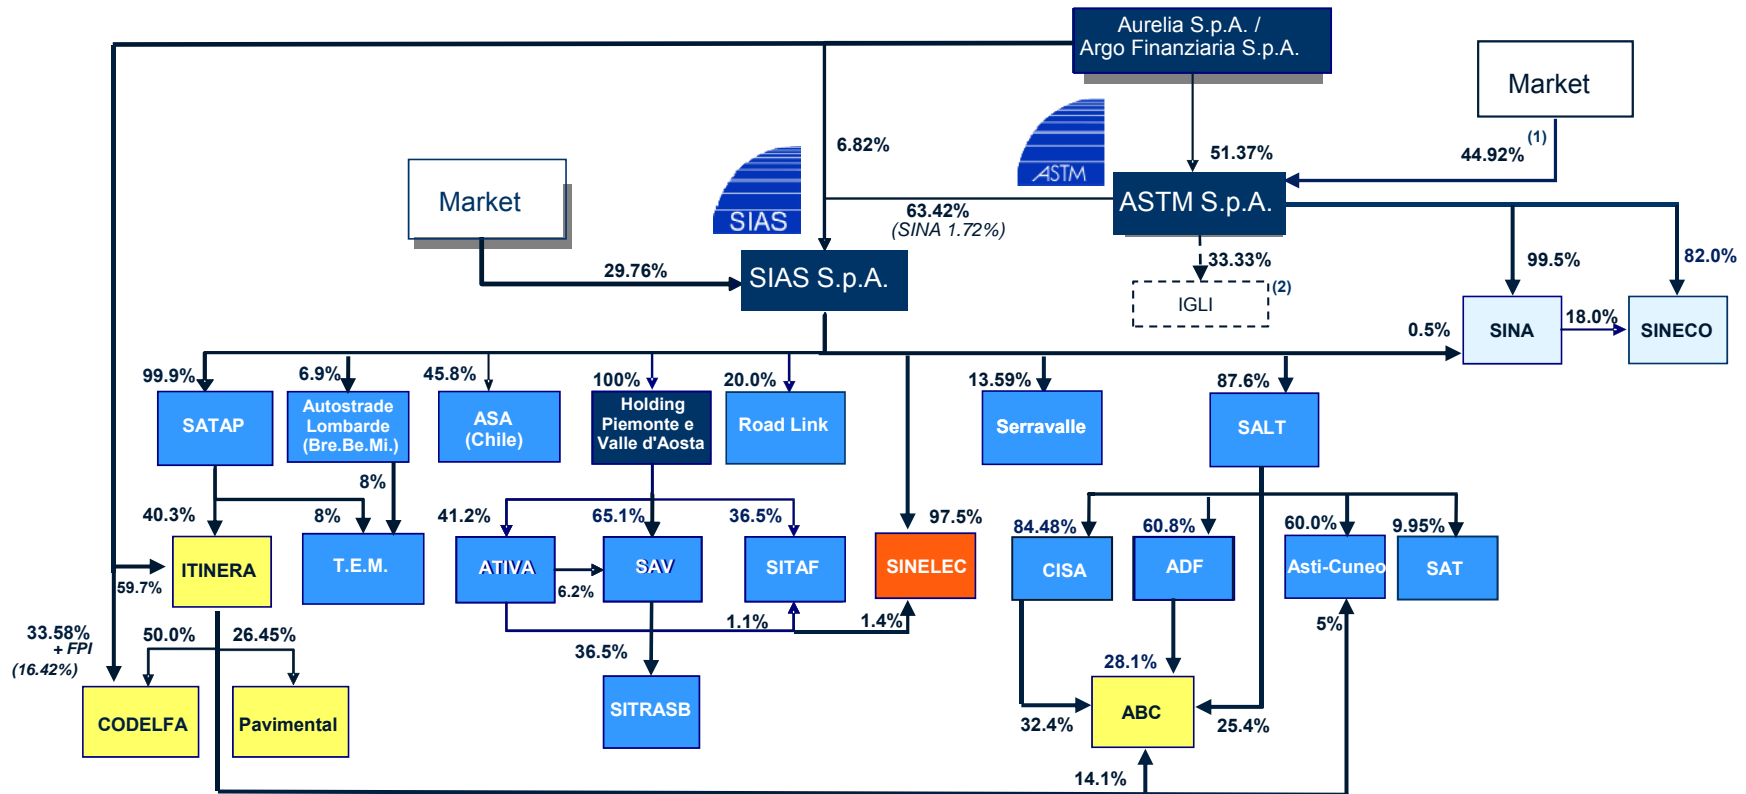 Aurelia S.p.A. /
Argo Finanziaria S.p.A.
Market
(1)
6.82%
51.37%
44.92%
ASTM
Market
SIAS
ASTM S.p.A.
63.42%
(SINA 1.72%)
29.76%
SIAS S.p.A.
33.33%
(2)
IGLI
99.5%
82.0%
0.5%
SINA
18.0%
SINECO
99.9%
6.9%
45.8%
100%
20.0%
13.59%
87.6%
SATAP
Autostrade
Lombarde
(Bre.Be.Mi.)
ASA
(Chile)
Holding
Piemonte e
Valle d'Aosta
Road Link
Serravalle
SALT
8%
40.3%
8%
41.2%
65.1%
36.5%
97.5%
84.48%
60.8%
60.0%
9.95%
ITINERA
T.E.M.
ATIVA
SAV
SITAF
SINELEC
CISA
ADF
Asti-Cuneo
SAT
59.7%
6.2%
1.1%
1.4%
5%
33.58%
+ FPI
(16.42%)
50.0%
26.45%
36.5%
28.1%
CODELFA
Pavimental
SITRASB
ABC
32.4%
25.4%
14.1%